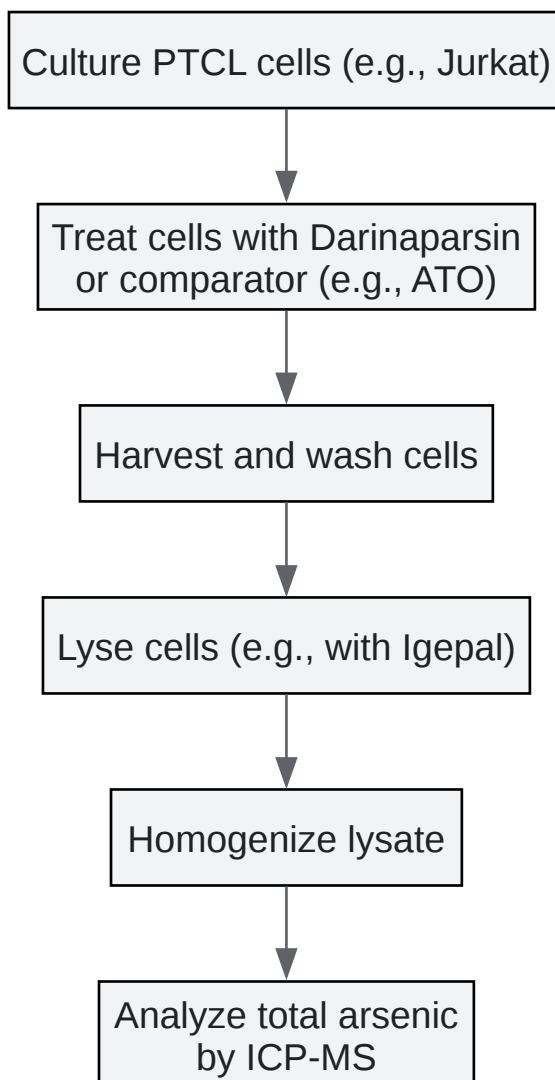 Culture PTCL cells (e.g., Jurkat)
Treat cells with Darinaparsin
or comparator (e.g., ATO)
Harvest and wash cells
Lyse cells (e.g., with Igepal)
Homogenize lysate
Analyze total arsenic
by ICP-MS